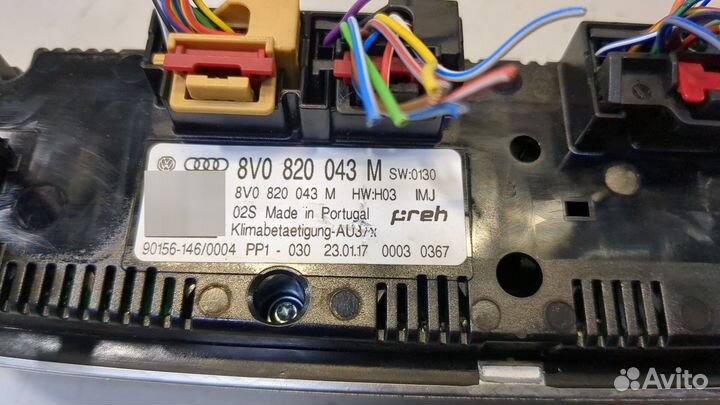 8V0 820 043 M SW:0130
8V0 820 043 M HW:H03 IMJ
02S Made in Portugal preh
Klimabetaetigung-AU37x
90156-146/0004 PP1 - 030 23.01.17 0003 0367
Avito